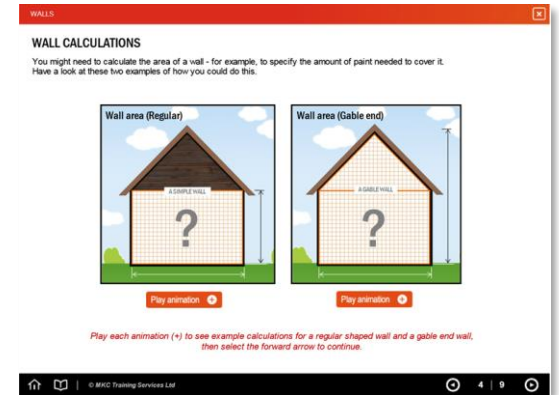 WALLS
WALL CALCULATIONS
You might need to calculate the area of a wall - for example, to specify the amount of paint needed to cover it.
Have a look at these two examples of how you could do this.
Wall area (Regular)
Wall area (Gable end)
A SIMPLE WALL
A GABLE WALL
?
?
Play animation
Play animation
Play each animation (+) to see example calculations for a regular shaped wall and a gable end wall,
then select the forward arrow to continue.
© MKC Training Services Ltd
4 | 9